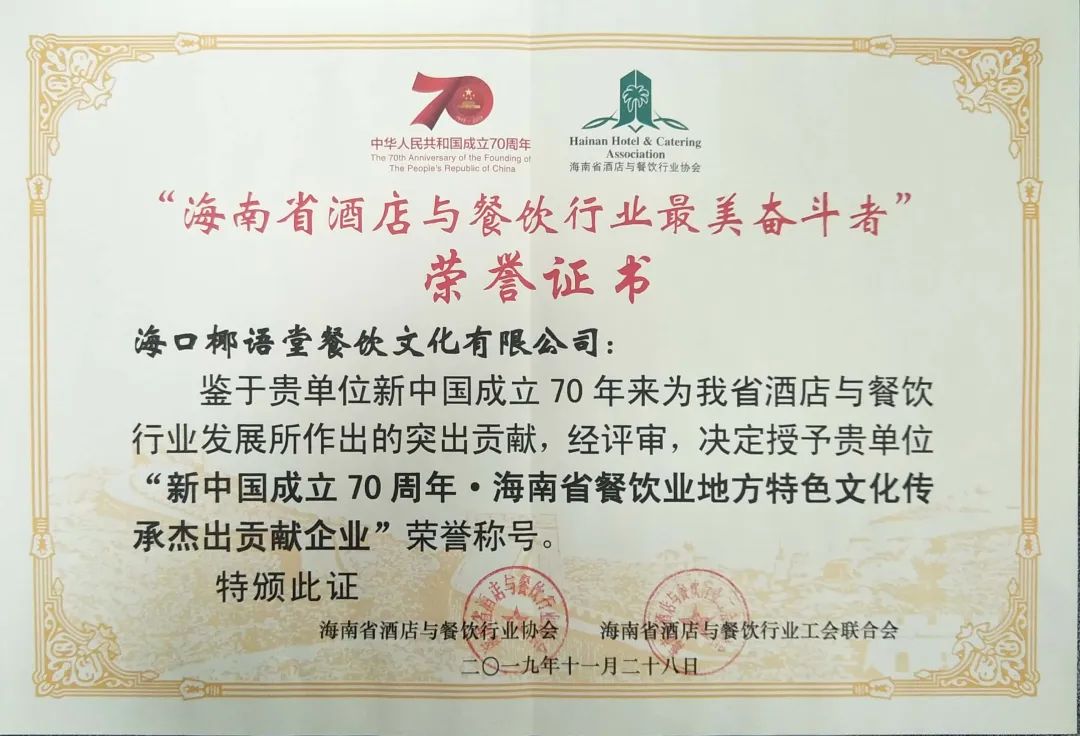 70
中华人民共和国成立70周年
The 70th Anniversary of the Founding of
The People's Republic of China
Hainan Hotel & Catering
Association
海南省酒店与餐饮行业协会
“海南省酒店与餐饮行业最美奋斗者”
荣誉证书
海口椰语堂餐饮文化有限公司：
鉴于贵单位新中国成立 70 年来为我省酒店与餐饮
行业发展所作出的突出贡献，经评审，决定授予贵单位
“新中国成立 70 周年·海南省餐饮业地方特色文化传
承杰出贡献企业”荣誉称号。
特颁此证
海南省酒店与餐饮行业协会 海南省酒店与餐饮行业工会联合会
二〇一九年十一月二十八日